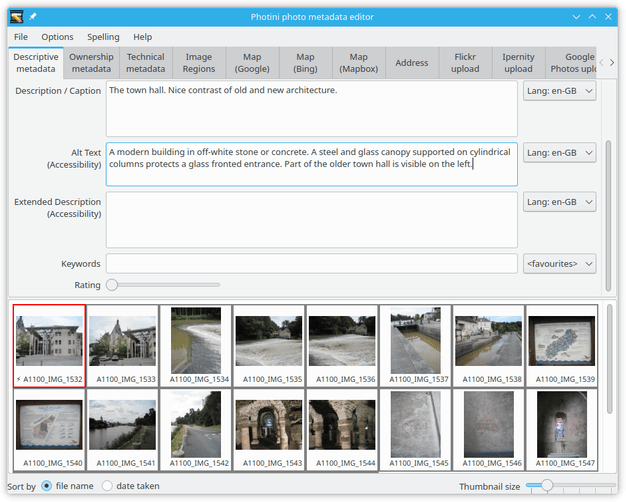 Photini photo metadata editor
File Options Spelling Help
Descriptive metadata
Ownership metadata
Technical metadata
Image Regions
Map (Google)
Map (Bing)
Map (Mapbox)
Address
Flickr upload
Ipernity upload
Google Photos uplo
Description / Caption
The town hall. Nice contrast of old and new architecture.
Lang: en-GB
Alt Text (Accessibility)
A modern building in off-white stone or concrete. A steel and glass canopy supported on cylindrical
columns protects a glass fronted entrance. Part of the older town hall is visible on the left.
Lang: en-GB
Extended Description (Accessibility)
Lang: en-GB
Keywords
<favourites>
Rating
A1100_IMG_1532
A1100_IMG_1533
A1100_IMG_1534
A1100_IMG_1535
A1100_IMG_1536
A1100_IMG_1537
A1100_IMG_1538
A1100_IMG_1539
A1100_IMG_1540
A1100_IMG_1541
A1100_IMG_1542
A1100_IMG_1543
A1100_IMG_1544
A1100_IMG_1545
A1100_IMG_1546
A1100_IMG_1547
Sort by file name date taken Thumbnail size